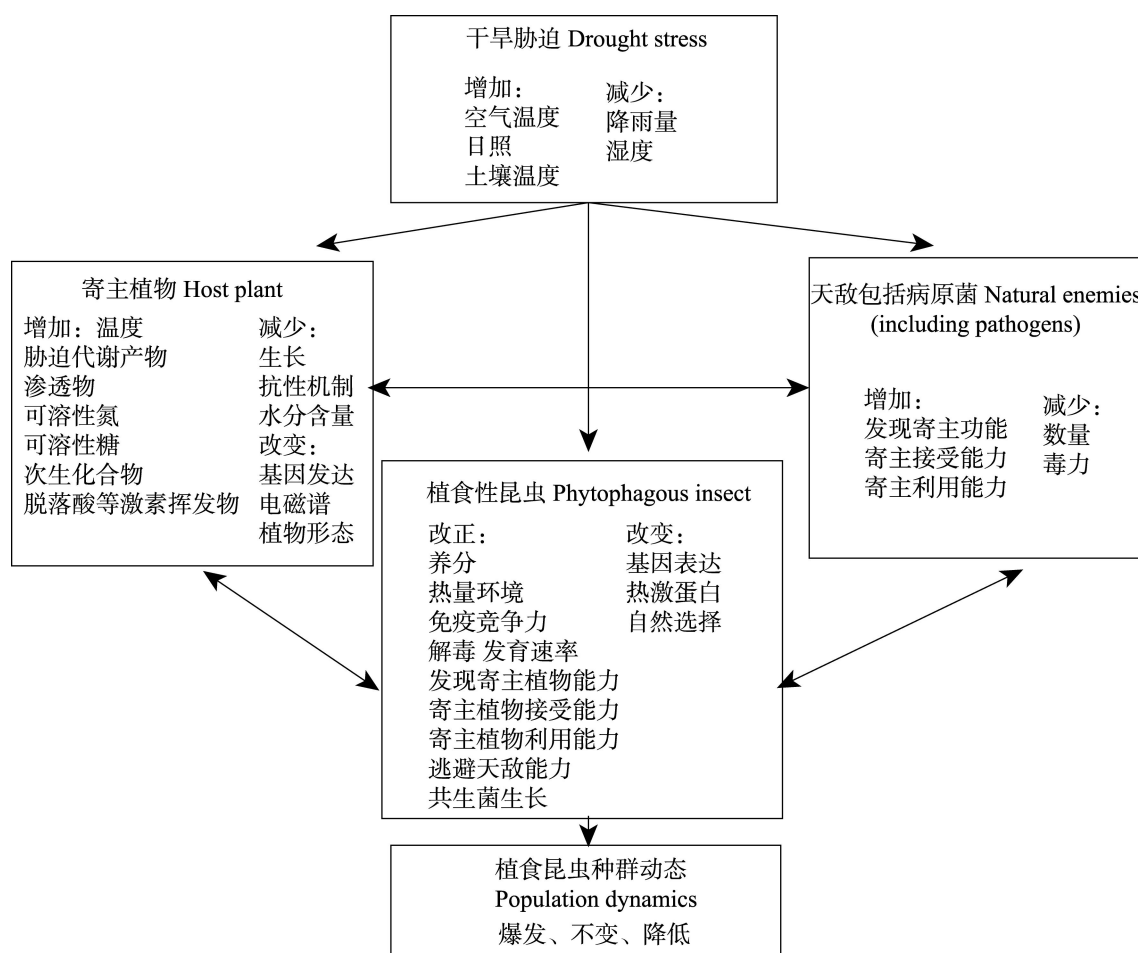 干旱胁迫 Drought stress
增加：
空气温度
日照
土壤温度
减少：
降雨量
湿度
寄主植物 Host plant
增加：温度
胁迫代谢产物
渗透物
可溶性氮
可溶性糖
次生化合物
脱落酸等激素挥发物
减少：
生长
抗性机制
水分含量
改变：
基因发达
电磁谱
植物形态
天敌包括病原菌 Natural enemies
(including pathogens)
增加：
发现寄主功能
寄主接受能力
寄主利用能力
减少：
数量
毒力
植食性昆虫 Phytophagous insect
改正：
养分
热量环境
免疫竞争力
解毒 发育速率
发现寄主植物能力
寄主植物接受能力
寄主植物利用能力
逃避天敌能力
共生菌生长
改变：
基因表达
热激蛋白
自然选择
植食昆虫种群动态
Population dynamics
爆发、不变、降低